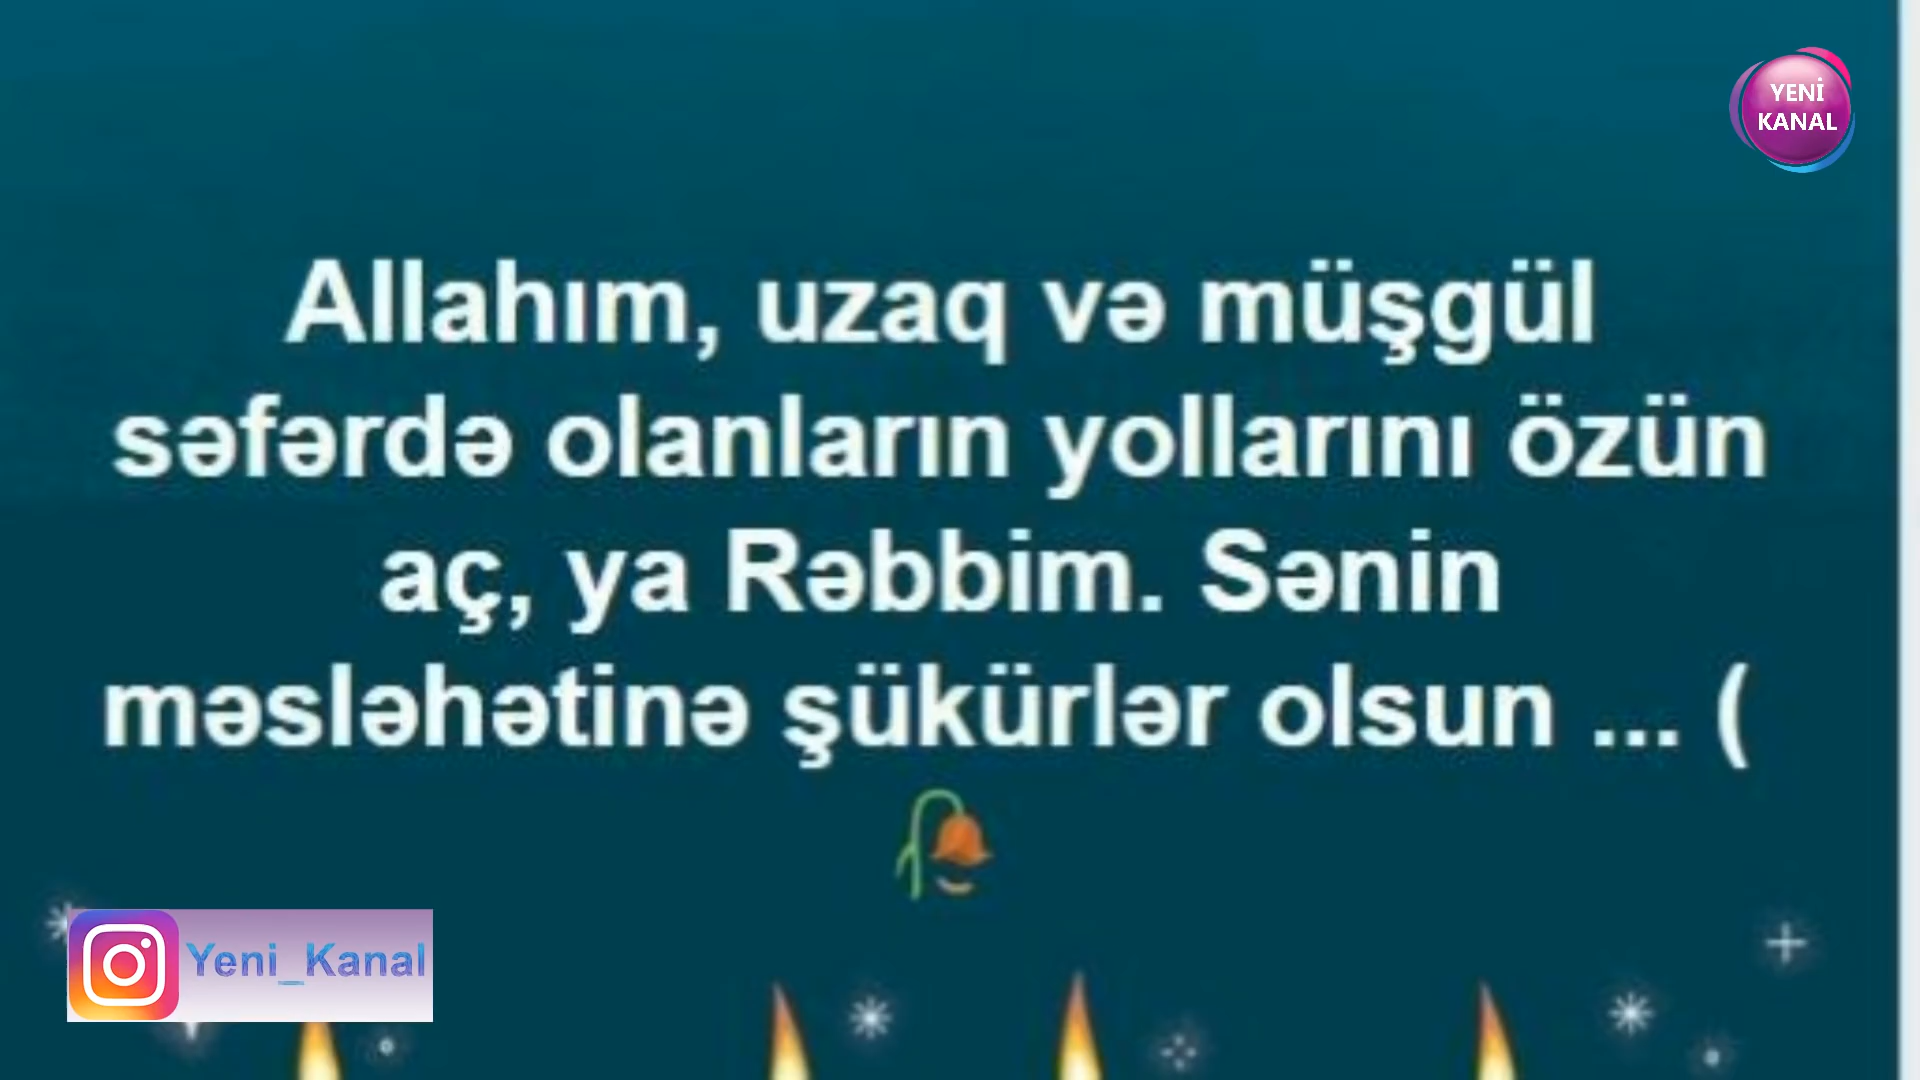 YENİ
KANAL
Allahım, uzaq və müşgül
səfərdə olanların yollarını özün
aç, ya Rəbbim. Sənin
məsləhətinə şükürlər olsun ... (
Yeni_Kanal